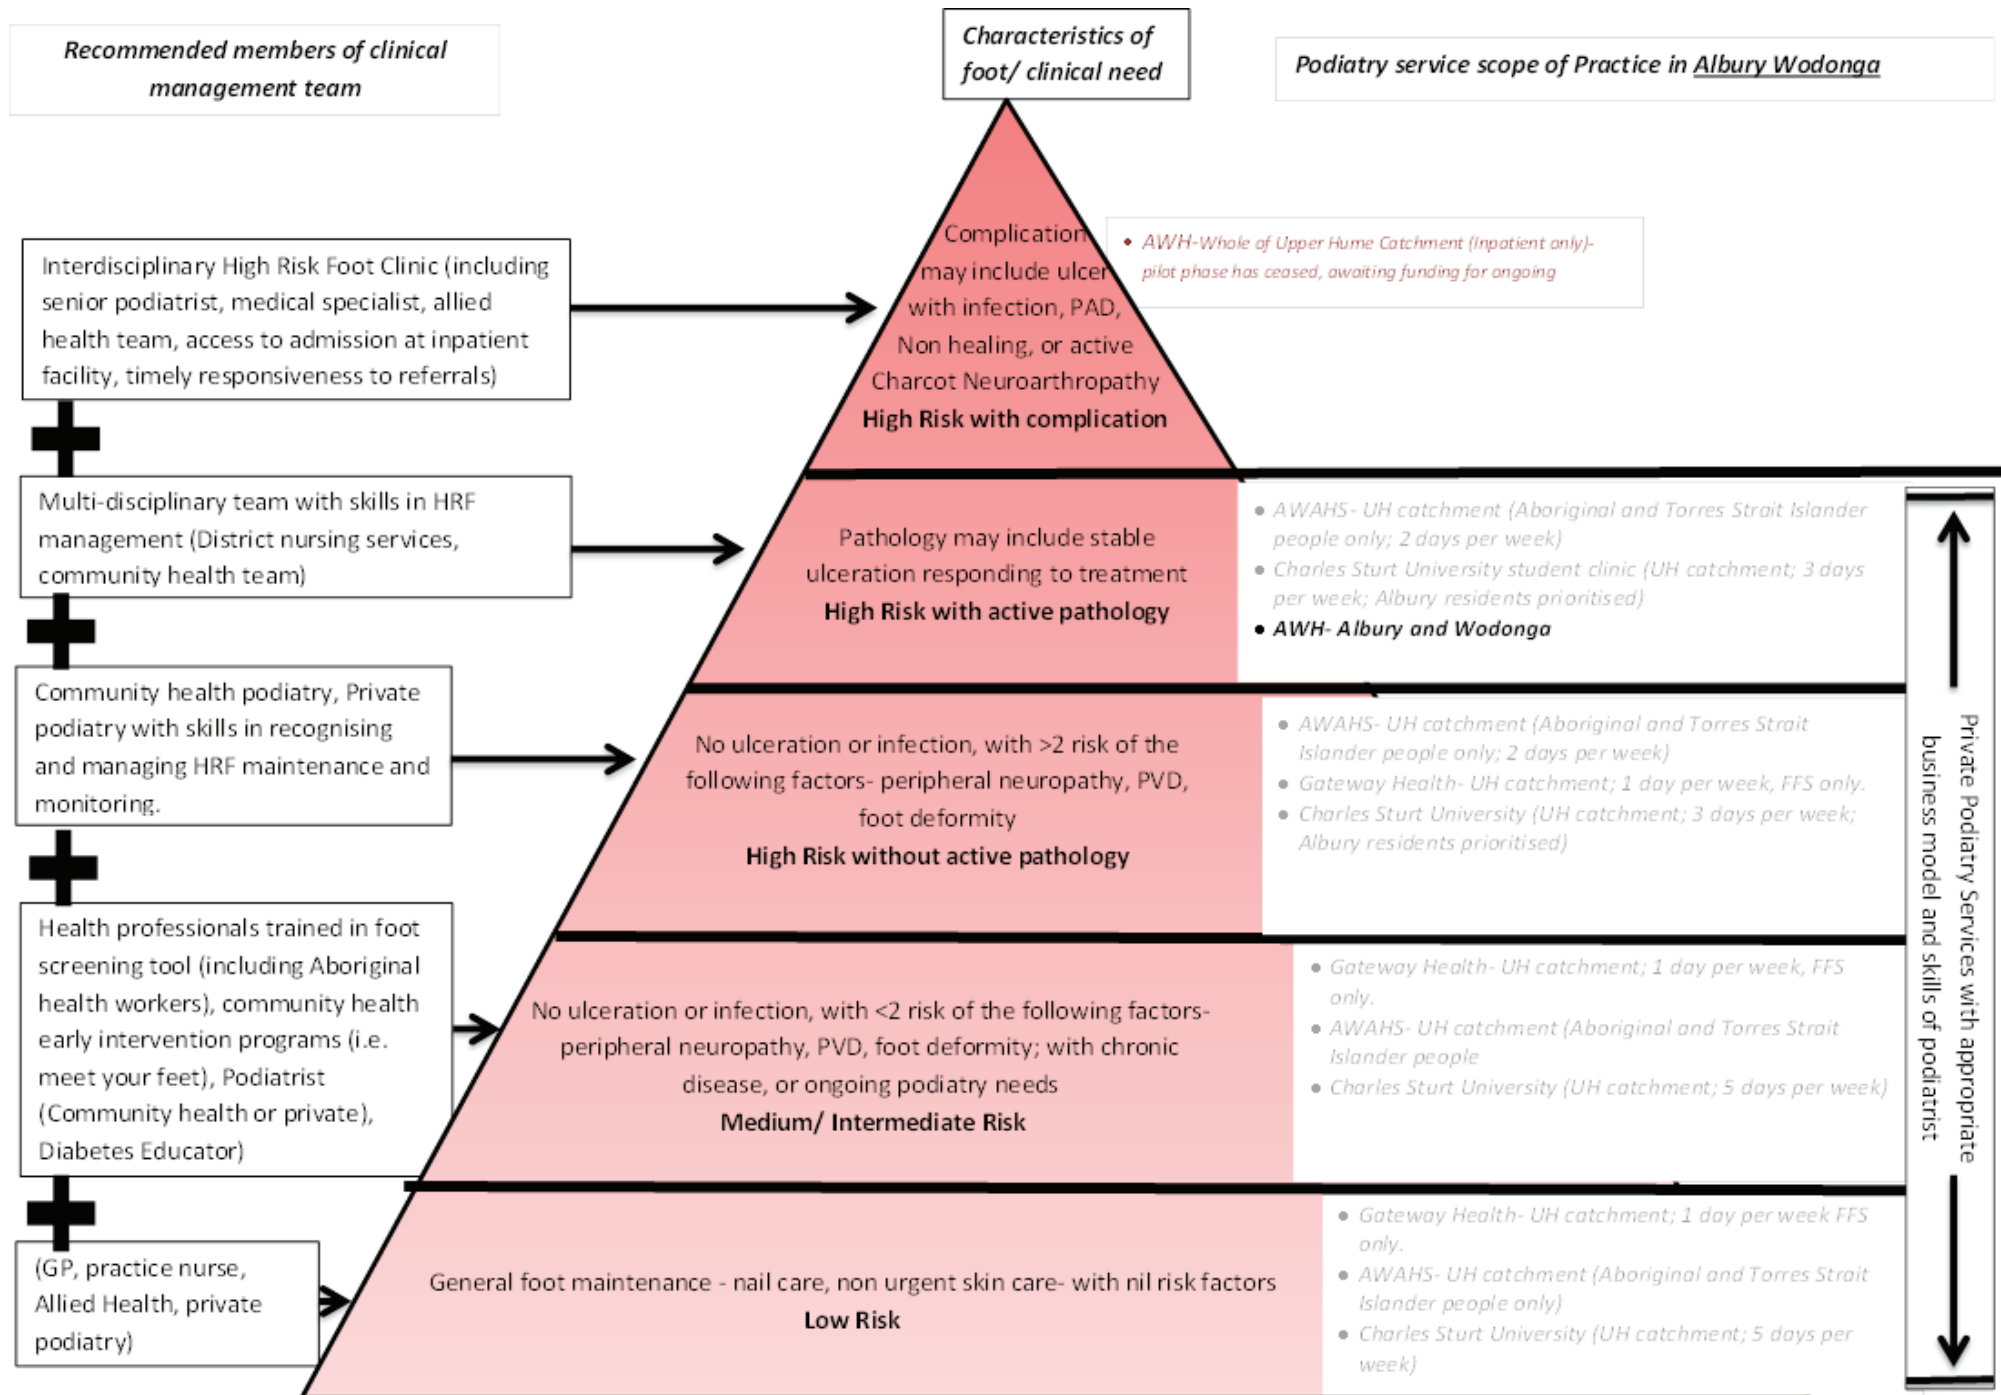 Recommended members of clinical
management team
Characteristics of
foot/ clinical need
Podiatry service scope of Practice in Albury Wodonga
Interdisciplinary High Risk Foot Clinic (including
senior podiatrist, medical specialist, allied
health team, access to admission at inpatient
facility, timely responsiveness to referrals)
Complication
may include ulcer
with infection, PAD,
Non healing, or active
Charcot Neuroarthropathy
High Risk with complication
• AWH-Whole of Upper Hume Catchment (Inpatient only)-
pilot phase has ceased, awaiting funding for ongoing
Multi-disciplinary team with skills in HRF
management (District nursing services,
community health team)
Pathology may include stable
ulceration responding to treatment
High Risk with active pathology
• AWAHS- UH catchment (Aboriginal and Torres Strait Islander
people only; 2 days per week)
• Charles Sturt University student clinic (UH catchment; 3 days
per week; Albury residents prioritised)
• AWH- Albury and Wodonga
Community health podiatry, Private
podiatry with skills in recognising
and managing HRF maintenance and
monitoring.
No ulceration or infection, with >2 risk of the
following factors- peripheral neuropathy, PVD,
foot deformity
High Risk without active pathology
• AWAHS- UH catchment (Aboriginal and Torres Strait
Islander people only; 2 days per week)
• Gateway Health- UH catchment; 1 day per week, FFS only.
• Charles Sturt University (UH catchment; 3 days per week;
Albury residents prioritised)
Health professionals trained in foot
screening tool (including Aboriginal
health workers), community health
early intervention programs (i.e.
meet your feet), Podiatrist
(Community health or private),
Diabetes Educator)
No ulceration or infection, with <2 risk of the following factors-
peripheral neuropathy, PVD, foot deformity; with chronic
disease, or ongoing podiatry needs
Medium/ Intermediate Risk
• Gateway Health- UH catchment; 1 day per week, FFS
only.
• AWAHS- UH catchment (Aboriginal and Torres Strait
Islander people
• Charles Sturt University (UH catchment; 5 days per week)
(GP, practice nurse,
Allied Health, private
podiatry)
General foot maintenance - nail care, non urgent skin care- with nil risk factors
Low Risk
• Gateway Health- UH catchment; 1 day per week FFS
only.
• AWAHS- UH catchment (Aboriginal and Torres Strait
Islander people only)
• Charles Sturt University (UH catchment; 5 days per
week)
Private Podiatry Services with appropriate
business model and skills of podiatrist